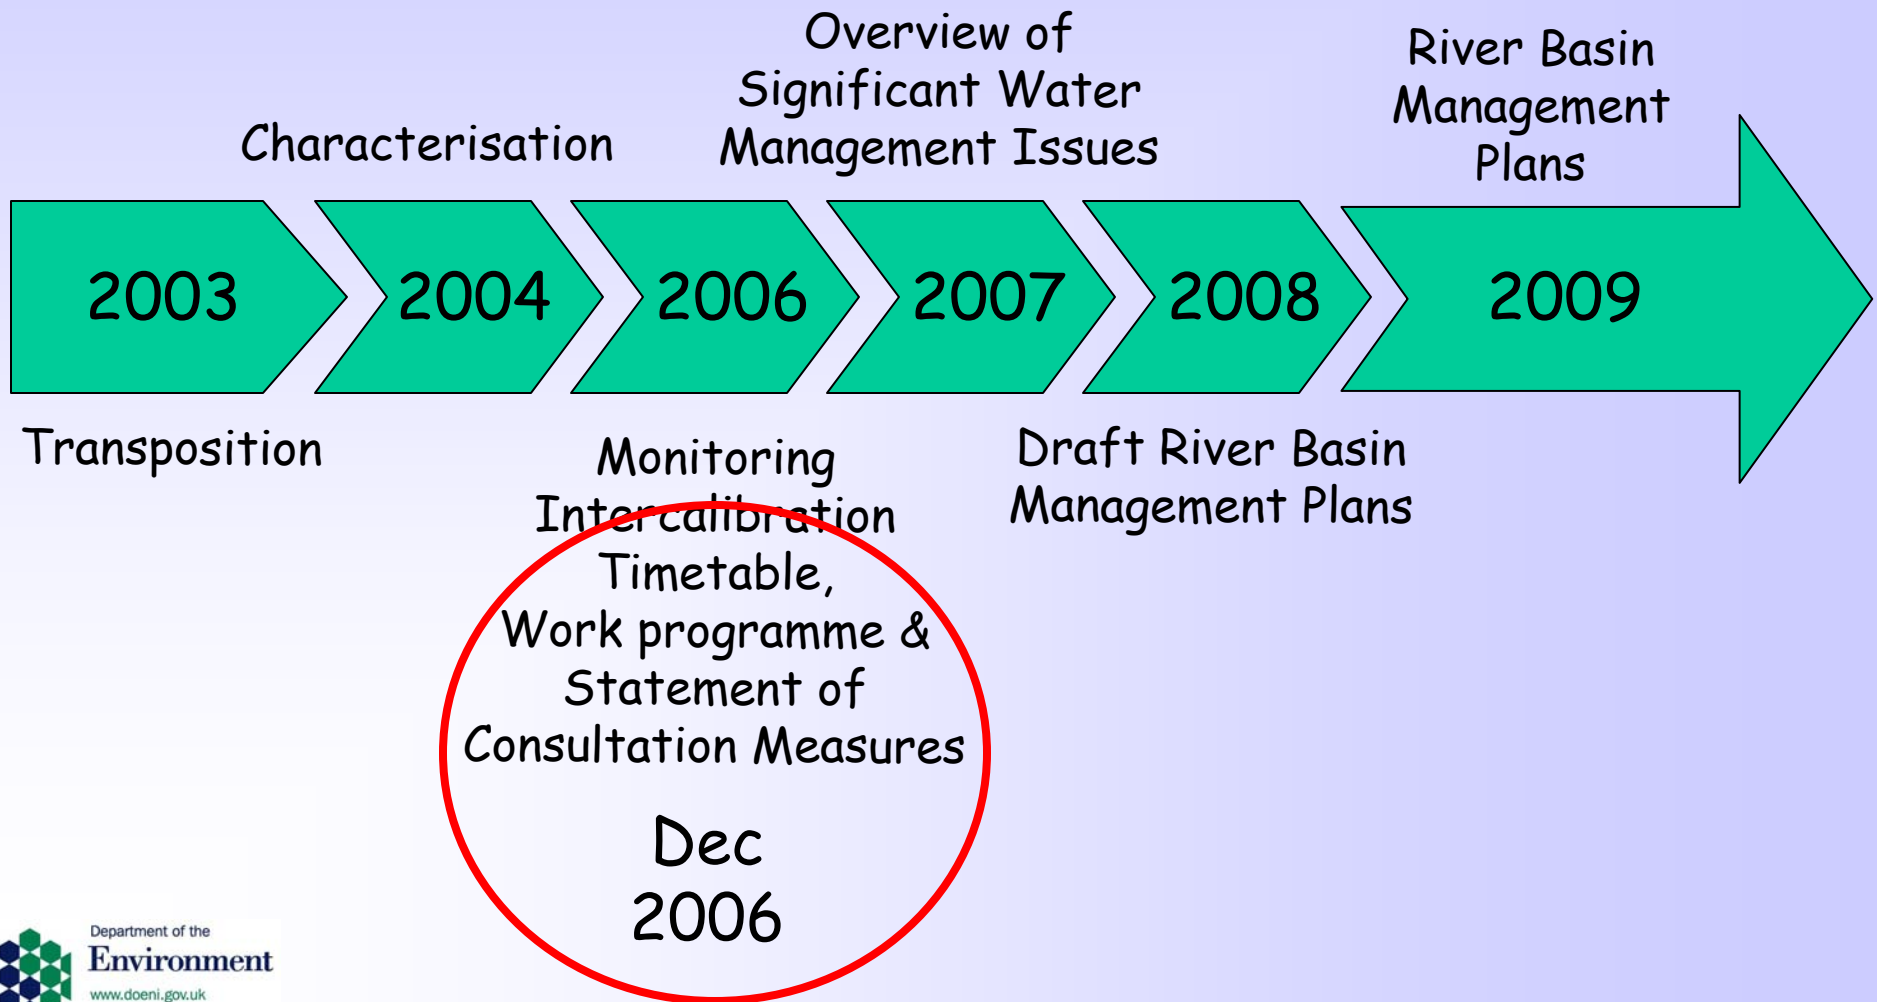 Overview of
Significant Water
Management Issues
River Basin
Management
Plans
Characterisation
2003
2004
2006
2007
2008
2009
Transposition
Monitoring
Intercalibration
Timetable,
Work programme &
Statement of
Consultation Measures
Dec
2006
Draft River Basin
Management Plans
Department of the
Environment
www.doeni.gov.uk